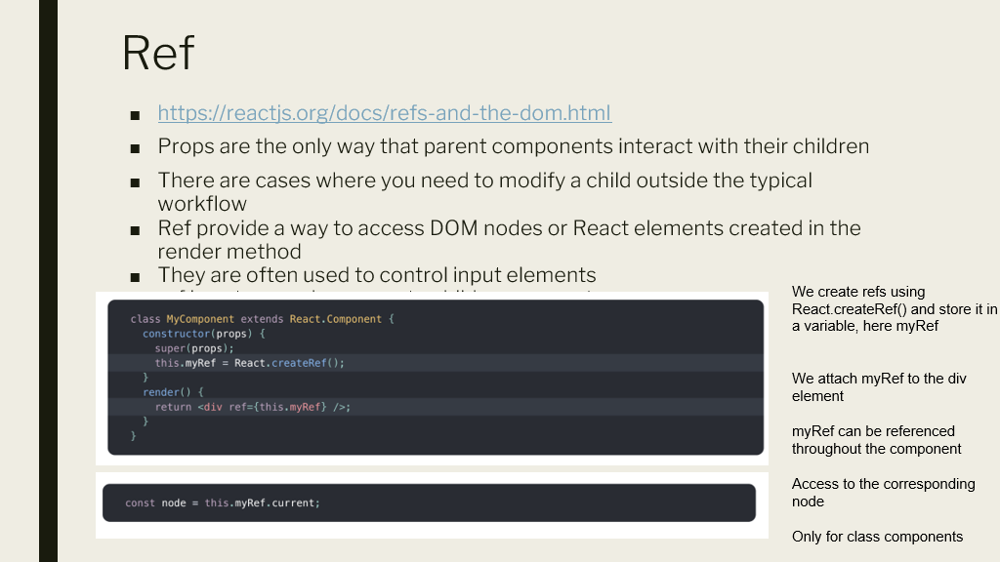 Ref
■ https://reactjs.org/docs/refs-and-the-dom.html
■ Props are the only way that parent components interact with their children
■ There are cases where you need to modify a child outside the typical
workflow
■ Ref provide a way to access DOM nodes or React elements created in the
render method
■ They are often used to control input elements
class MyComponent extends React.Component {
constructor(props) {
super(props);
this.myRef = React.createRef();
}
render() {
return <div ref={this.myRef} />;
}
}
const node = this.myRef.current;
We create refs using
React.createRef() and store it in
a variable, here myRef
We attach myRef to the div
element
myRef can be referenced
throughout the component
Access to the corresponding
node
Only for class components